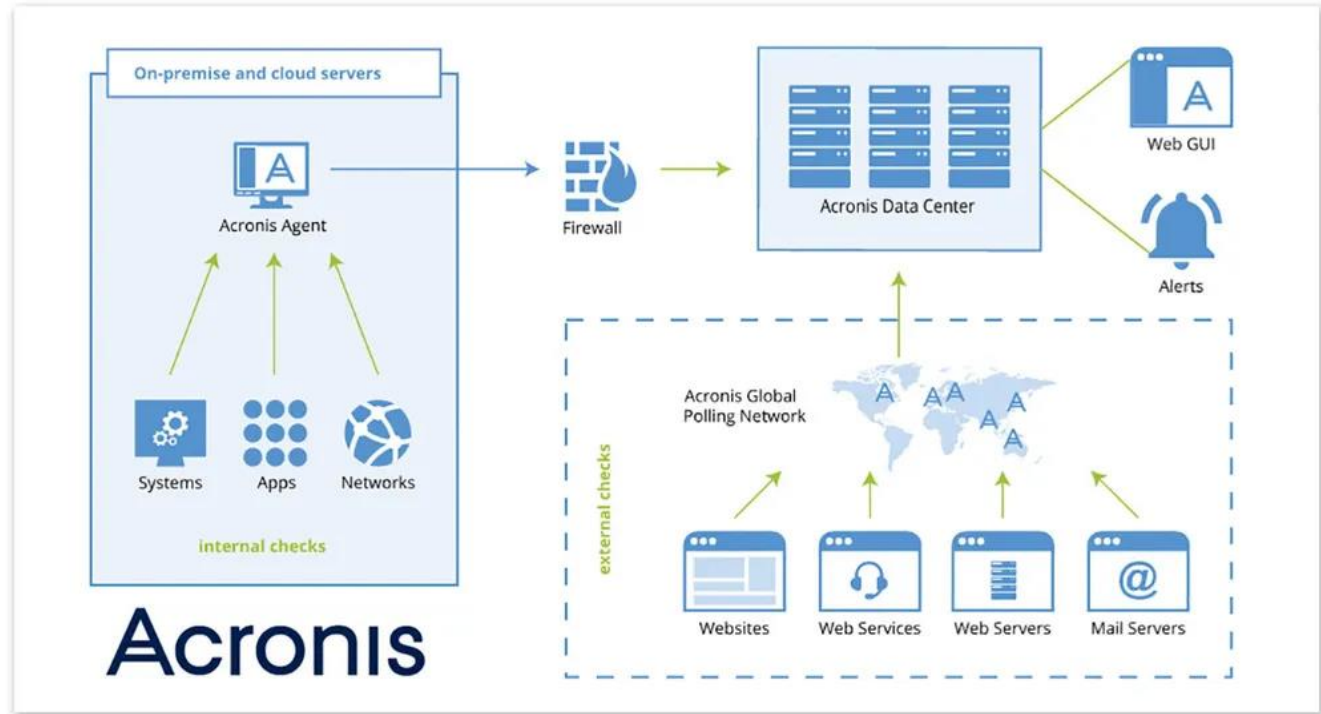 On-premise and cloud servers
Acronis Agent
Systems
Apps
Networks
internal checks
Firewall
Acronis Data Center
Web GUI
Alerts
Acronis Global
Polling Network
external checks
Websites
Web Services
Web Servers
@
Mail Servers
Acronis